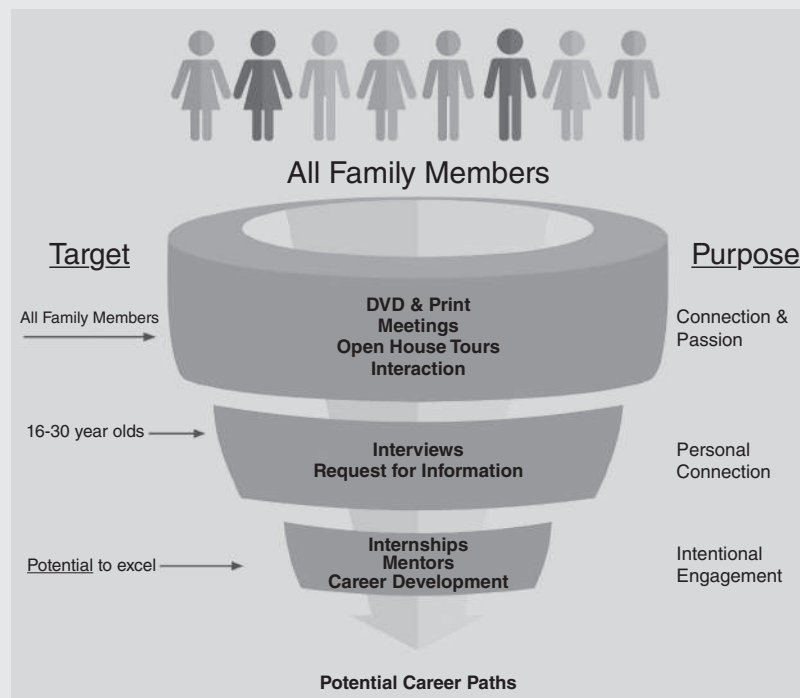 All Family Members
Target
Purpose
All Family Members
DVD & Print
Meetings
Open House Tours
Interaction
Connection &
Passion
16-30 year olds
Interviews
Request for Information
Personal
Connection
Potential to excel
Internships
Mentors
Career Development
Intentional
Engagement
Potential Career Paths